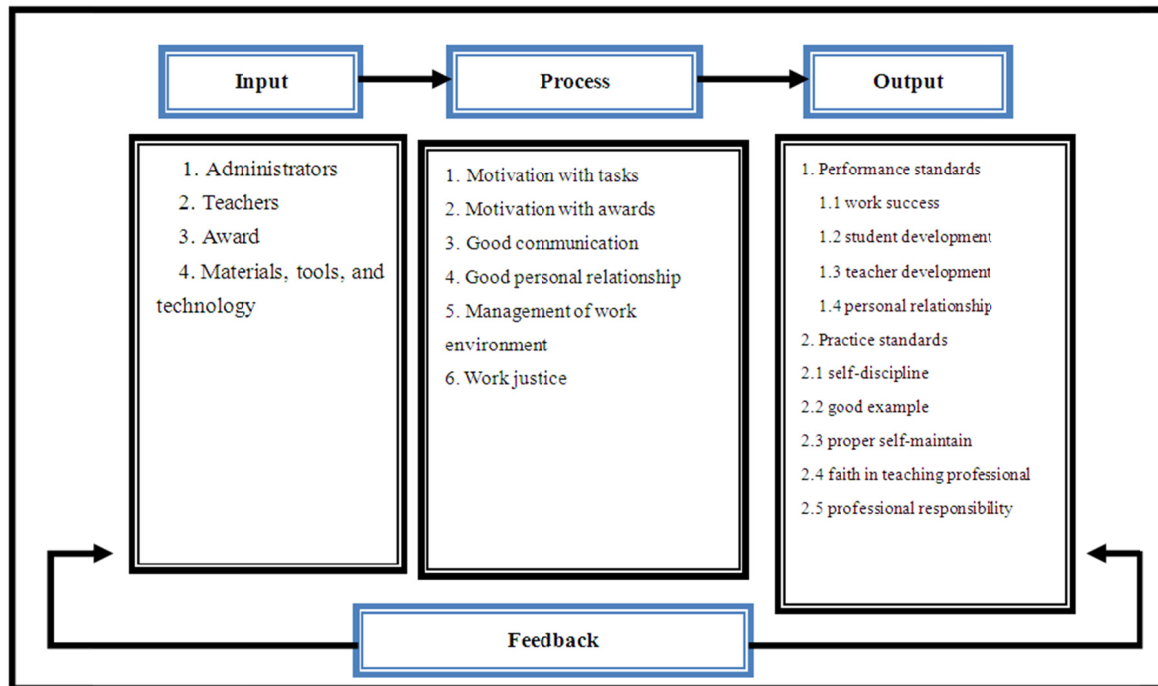 Input
Process
Output
1. Administrators
2. Teachers
3. Award
4. Materials, tools, and
technology
1. Motivation with tasks
2. Motivation with awards
3. Good communication
4. Good personal relationship
5. Management of work
environment
6. Work justice
1. Performance standards
1.1 work success
1.2 student development
1.3 teacher development
1.4 personal relationship
2. Practice standards
2.1 self-discipline
2.2 good example
2.3 proper self-maintain
2.4 faith in teaching professional
2.5 professional responsibility
Feedback